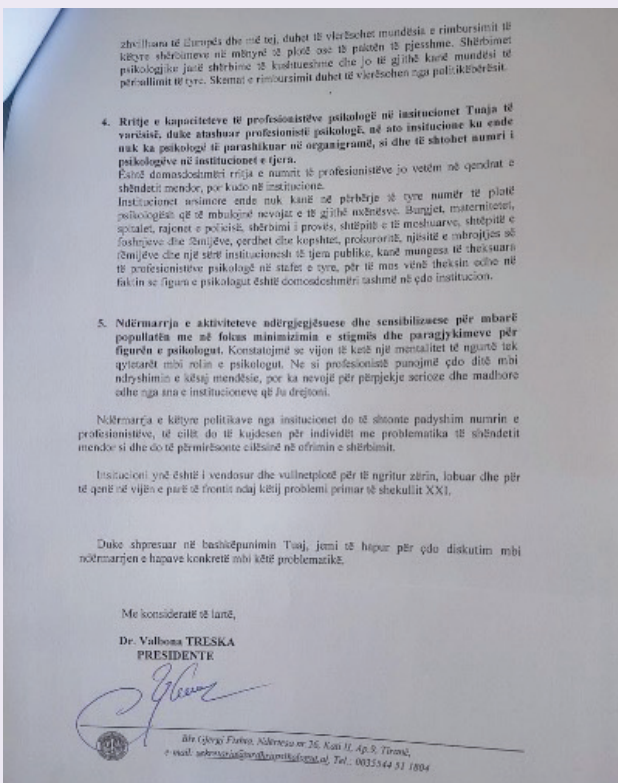 zhvilluara të Europës dhe më tej, duhet të vlerësohet mundësia e rimbursimit të
këtyre shërbimeve në mënyrë të plotë ose të paktën të pjesshme. Shërbimet
psikologjike janë shërbime të kushtueshme dhe jo të gjithë kanë mundësi të
përballimit të tyre. Skemat e rimbursimit duhet të vlerësohen nga politikëbërësit.
4. Rritje e kapaciteteve të profesionistëve psikologë në insitucionet Tuaja të
varësisë, duke atashuar profesionistë psikologë, në ato insitucione ku ende
nuk ka psikologë të parashikuar në organigramë, si dhe të shtohet numri i
psikologëve në institucionet e tjera.
Është domosdoshmëri rritja e numrit të profesionistëve jo vetëm në qendrat e
shëndetit mendor, por kudo në institucione.
Institucionet arsimore ende nuk kanë në përbërje të tyre numër të plotë
psikologësh që të mbulojnë nevojat e të gjithë nxënësve. Burgjet, maternitetet,
spitalet, rajonet e policisë, shërbimi i provës, shtëpitë e të moshuarve, shtëpitë e
foshnjeve dhe fëmijëve, çerdhet dhe kopshtet, prokuroritë, njësitë e mbrojtjes së
fëmijëve dhe një sërë institucionesh të tjera publike, kanë mungesa të theksuara
të profesionistëve psikologë në stafet e tyre, për të mos vënë theksin edhe në
faktin se figura e psikologut është domosdoshmëri tashmë në çdo institucion.
5. Ndërmarrja e aktiviteteve ndërgjegjësuese dhe sensibilizuese për mbarë
popullatën me në fokus minimizimin e stigmës dhe paragjykimeve për
figurën e psikologut. Konstatojmë se vijon të ketë një mentalitet të ngurtë tek
qytetarët mbi rolin e psikologut. Ne si profesionistë punojmë çdo ditë mbi
ndryshimin e kësaj mendësie, por ka nevojë për përpjekje serioze dhe madhore
edhe nga ana e institucioneve që Ju drejtoni.
Ndërmarrja e këtyre politikave nga insitucionet do të shtonte padyshim numrin e
profesionistëve, të cilët do të kujdesen për individët me problematika të shëndetit
mendor si dhe do të përmirësonte cilësinë në ofrimin e shërbimit.
Insitucioni ynë është i vendosur dhe vullnetplotë për të ngritur zërin, lobuar dhe për
të qenë në vijën e parë të frontit ndaj këtij problemi primar të shekullit XXI.
Duke shpresuar në bashkëpunimin Tuaj, jemi të hapur për çdo diskutim mbi
ndërmarrjen e hapave konkretë mbi këtë problematikë.
Me konsideratë të lartë,
Dr. Valbona TRESKA
PRESIDENTE
Gjergj Fishta, Ndërtesa nr 26, Kati II, Ap.9, Tiranë,
e-mail: Tel.: 0035544 51 1804